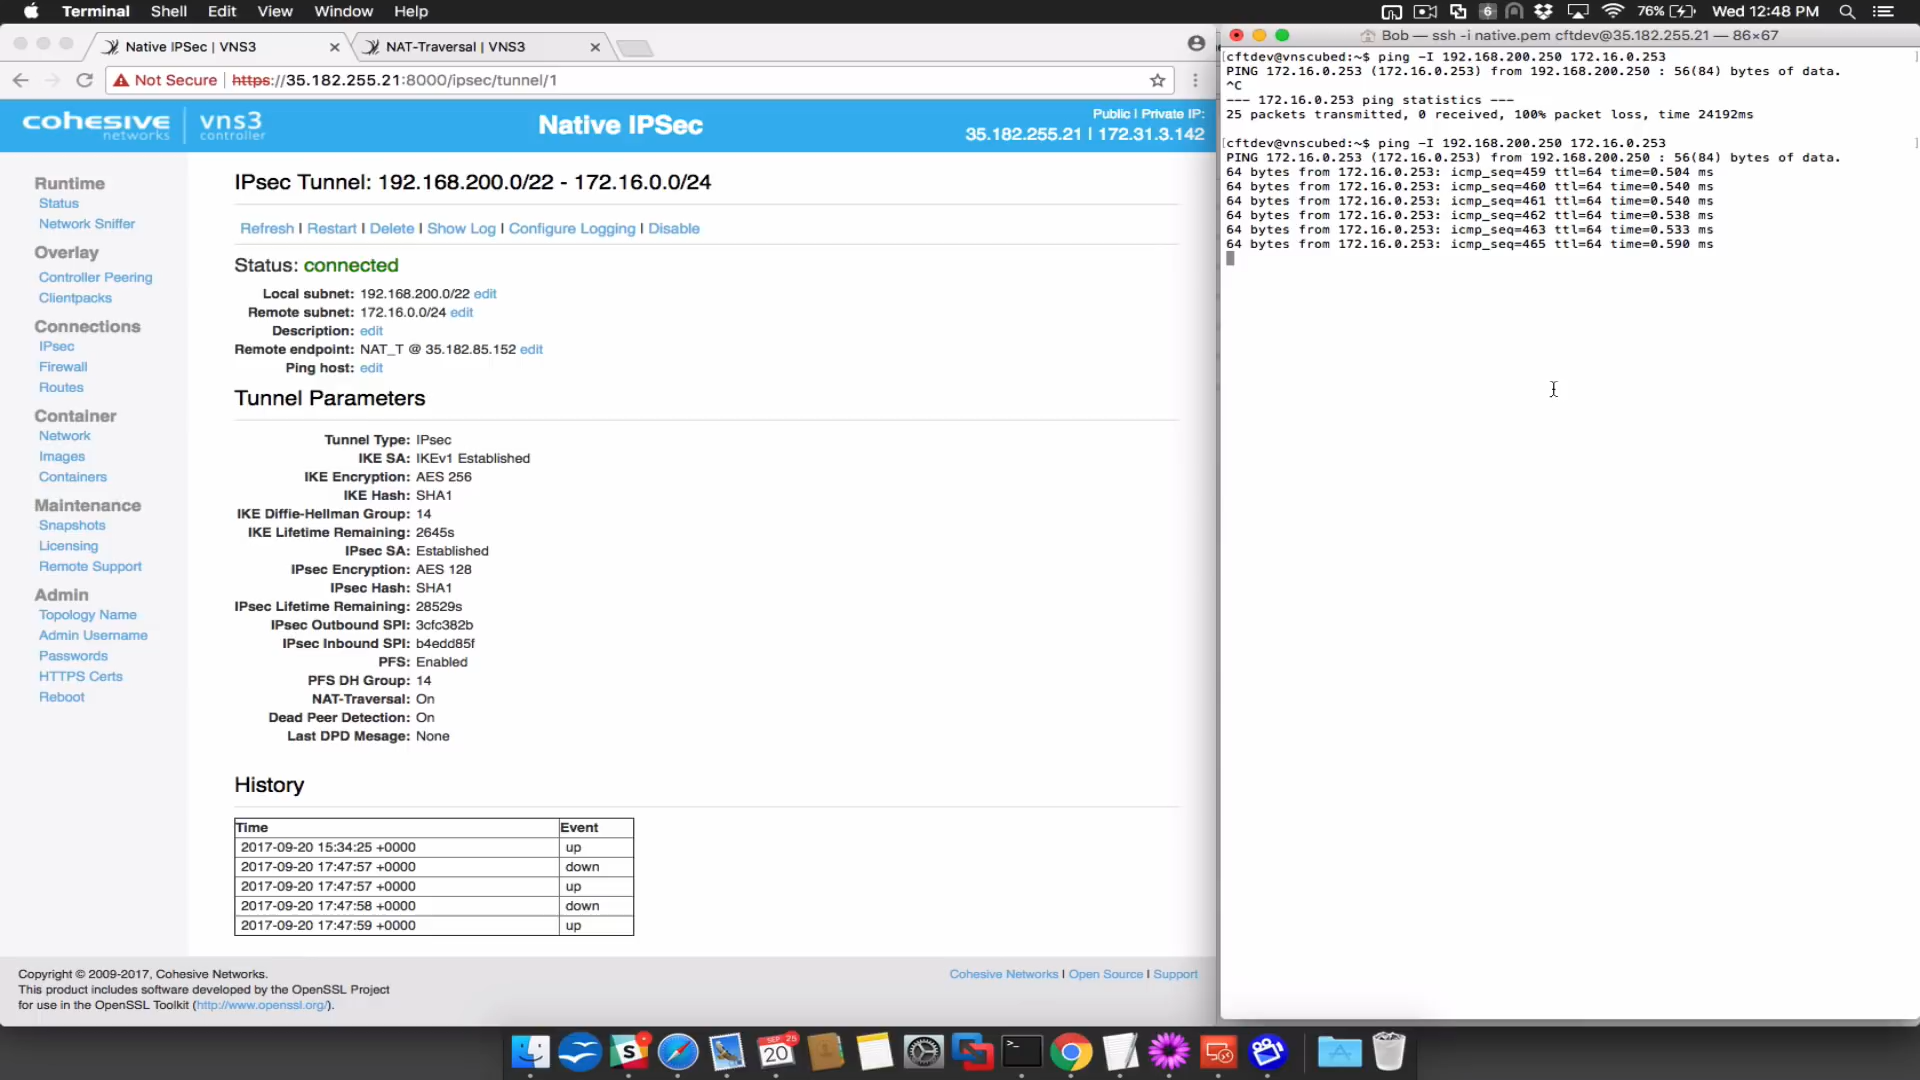 Terminal Shell Edit View Window Help
6 76% Wed 12:48 PM
Native IPSec | VNS3
NAT-Traversal | VNS3
Not Secure https://35.182.255.21:8000/ipsec/tunnel/1
cohesive networks
vns3 controller
Native IPSec
Public | Private IP:
35.182.255.21 | 172.31.3.142
Runtime
Status
Network Sniffer
Overlay
Controller Peering
Clientpacks
Connections
IPsec
Firewall
Routes
Container
Network
Images
Containers
Maintenance
Snapshots
Licensing
Remote Support
Admin
Topology Name
Admin Username
Passwords
HTTPS Certs
Reboot
IPsec Tunnel: 192.168.200.0/22 - 172.16.0.0/24
Refresh | Restart | Delete | Show Log | Configure Logging | Disable
Status: connected
Local subnet: 192.168.200.0/22 edit
Remote subnet: 172.16.0.0/24 edit
Description: edit
Remote endpoint: NAT_T @ 35.182.85.152 edit
Ping host: edit
Tunnel Parameters
Tunnel Type: IPsec
IKE SA: IKEv1 Established
IKE Encryption: AES 256
IKE Hash: SHA1
IKE Diffie-Hellman Group: 14
IKE Lifetime Remaining: 2645s
IPsec SA: Established
IPsec Encryption: AES 128
IPsec Hash: SHA1
IPsec Lifetime Remaining: 28529s
IPsec Outbound SPI: 3cfc382b
IPsec Inbound SPI: b4edd85f
PFS: Enabled
PFS DH Group: 14
NAT-Traversal: On
Dead Peer Detection: On
Last DPD Mesage: None
History
Time Event
2017-09-20 15:34:25 +0000 up
2017-09-20 17:47:57 +0000 down
2017-09-20 17:47:57 +0000 up
2017-09-20 17:47:58 +0000 down
2017-09-20 17:47:59 +0000 up
Copyright © 2009-2017, Cohesive Networks.
This product includes software developed by the OpenSSL Project
for use in the OpenSSL Toolkit (http://www.openssl.org/).
Cohesive Networks | Open Source | Support
Bob — ssh -i native.pem cftdev@35.182.255.21 — 86×67
[cftdev@vnscubed:~$ ping -I 192.168.200.250 172.16.0.253 ]
PING 172.16.0.253 (172.16.0.253) from 192.168.200.250 : 56(84) bytes of data.
^C
--- 172.16.0.253 ping statistics ---
25 packets transmitted, 0 received, 100% packet loss, time 24192ms
[cftdev@vnscubed:~$ ping -I 192.168.200.250 172.16.0.253 ]
PING 172.16.0.253 (172.16.0.253) from 192.168.200.250 : 56(84) bytes of data.
64 bytes from 172.16.0.253: icmp_seq=459 ttl=64 time=0.504 ms
64 bytes from 172.16.0.253: icmp_seq=460 ttl=64 time=0.540 ms
64 bytes from 172.16.0.253: icmp_seq=461 ttl=64 time=0.540 ms
64 bytes from 172.16.0.253: icmp_seq=462 ttl=64 time=0.538 ms
64 bytes from 172.16.0.253: icmp_seq=463 ttl=64 time=0.533 ms
64 bytes from 172.16.0.253: icmp_seq=465 ttl=64 time=0.590 ms
SEP 25
20